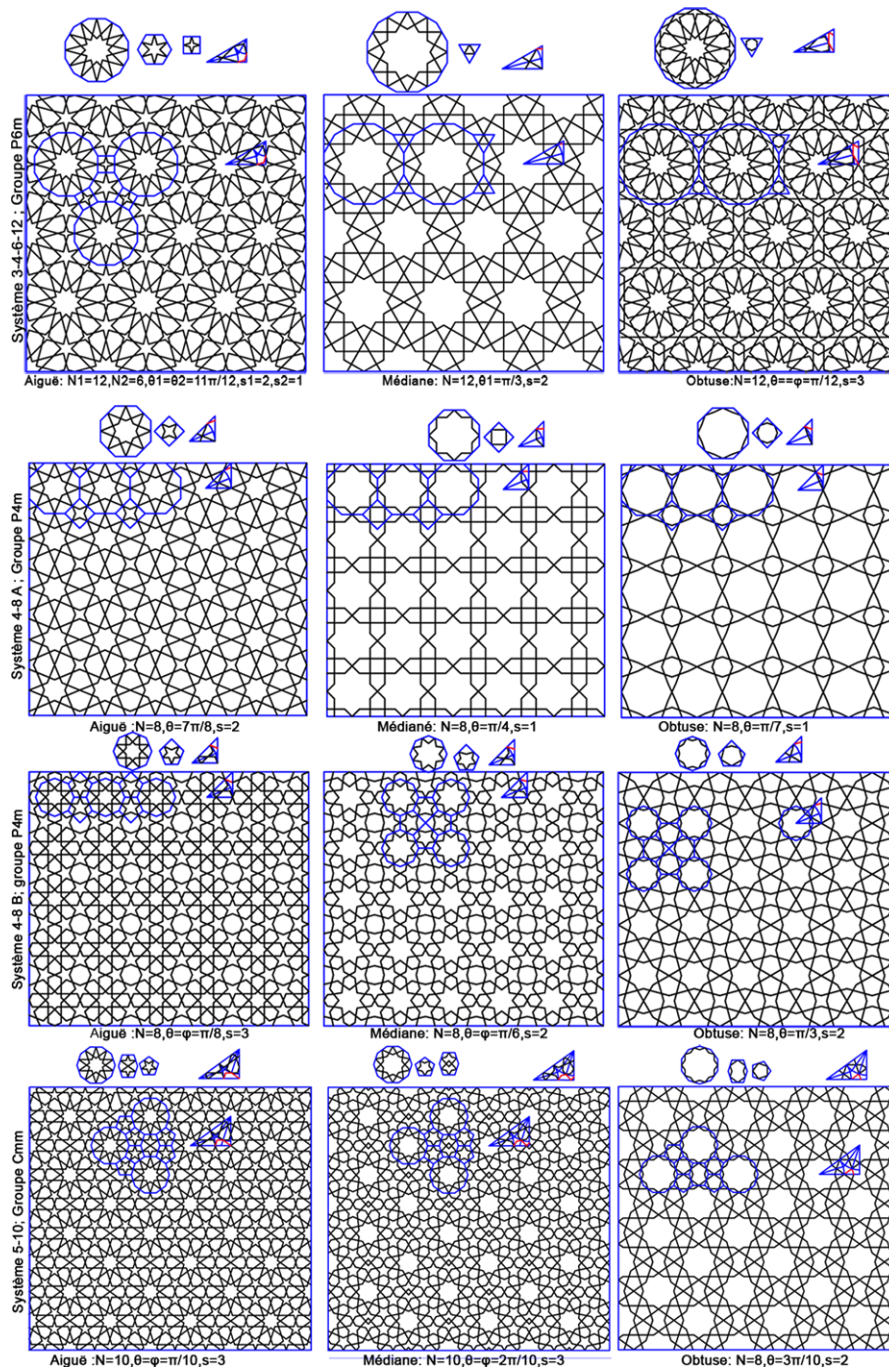 Système 3-4-6-12 ; Groupe P6m
Aiguë: N1=12,N2=6,θ1=θ2=11π/12,s1=2,s2=1
Médiane: N=12,θ1=π/3,s=2
Obtuse:N=12,θ==φ=π/12,s=3
Système 4-8 A ; Groupe P4m
Aiguë :N=8,θ=7π/8,s=2
Médiané: N=8,θ=π/4,s=1
Obtuse: N=8,θ=π/7,s=1
Système 4-8 B; groupe P4m
Aiguë :N=8,θ=φ=π/8,s=3
Médiane: N=8,θ=φ=π/6,s=2
Obtuse: N=8,θ=π/3,s=2
Système 5-10; Groupe Cmm
Aiguë :N=10,θ=φ=π/10,s=3
Médiane: N=10,θ=φ=2π/10,s=3
Obtuse: N=8,θ=3π/10,s=2